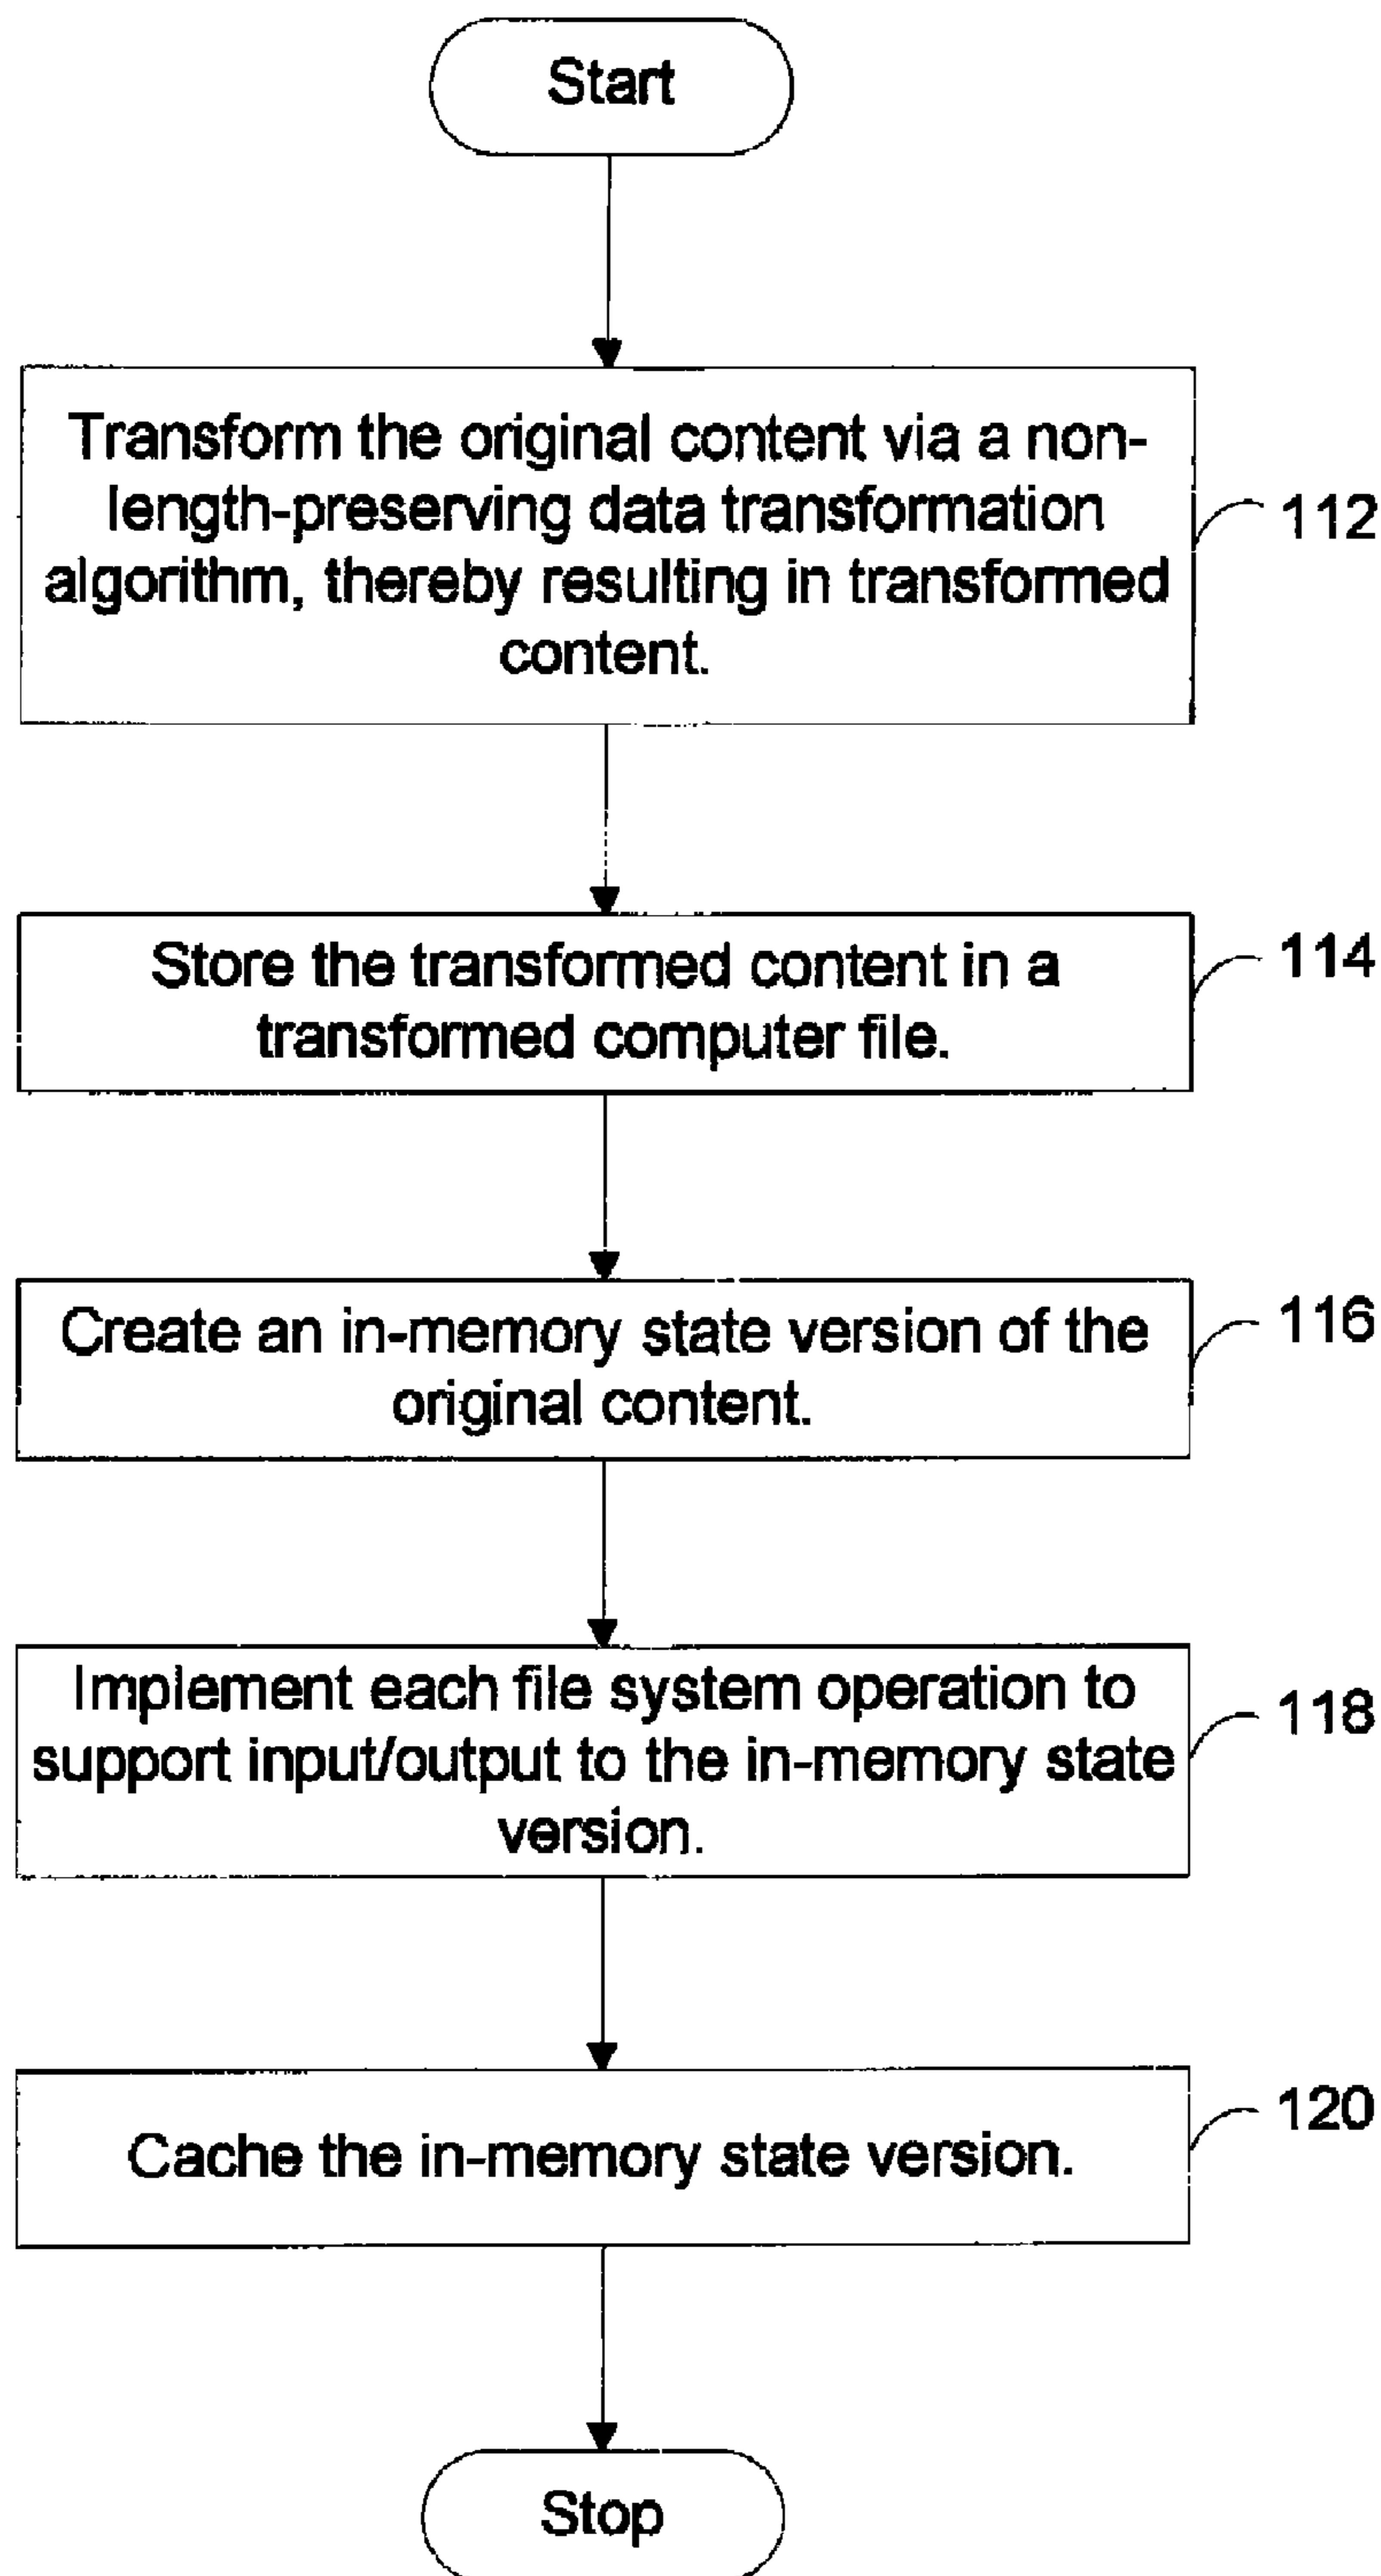 Start
Transform the original content via a non-
length-preserving data transformation
algorithm, thereby resulting in transformed
content.
112
Store the transformed content in a
transformed computer file.
114
Create an in-memory state version of the
original content.
116
Implement each file system operation to
support input/output to the in-memory state
version.
118
Cache the in-memory state version.
120
Stop